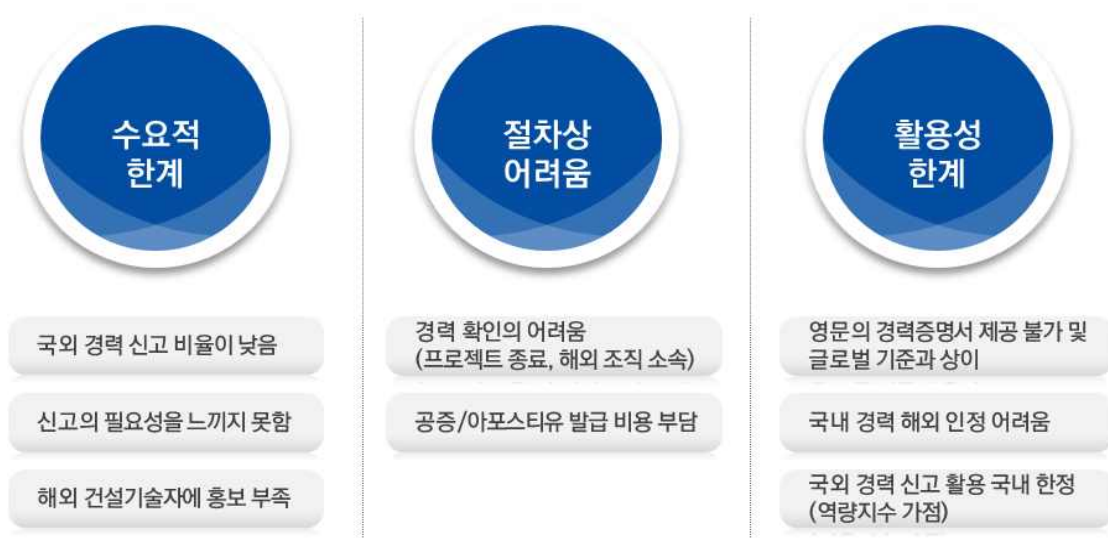 수요적
한계
국외 경력 신고 비율이 낮음
신고의 필요성을 느끼지 못함
해외 건설기술자에 홍보 부족
절차상
어려움
경력 확인의 어려움
(프로젝트 종료, 해외 조직 소속)
공증/아포스티유 발급 비용 부담
활용성
한계
영문의 경력증명서 제공 불가 및
글로벌 기준과 상이
국내 경력 해외 인정 어려움
국외 경력 신고 활용 국내 한정
(역량지수 가점)